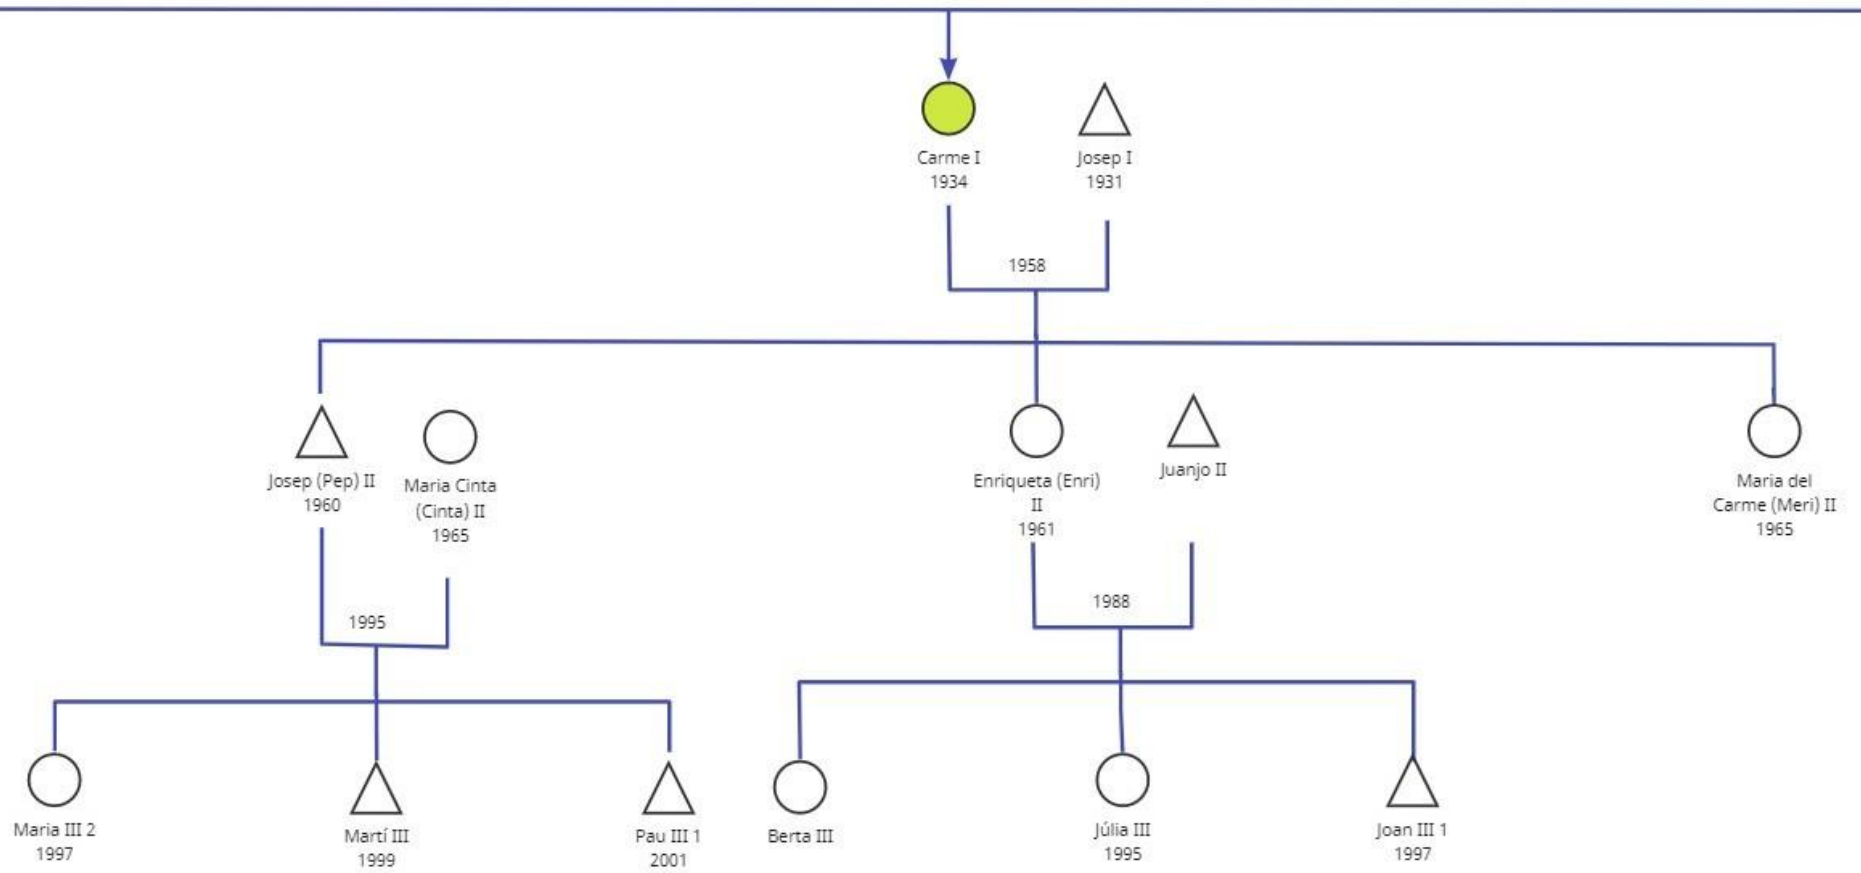 Carme I
1934
Josep I
1931
1958
Josep (Pep) II
1960
Maria Cinta
(Cinta) II
1965
Enriqueta (Enri)
II
1961
Juanjo II
Maria del
Carme (Meri) II
1965
1995
1988
Maria III 2
1997
Martí III
1999
Pau III 1
2001
Berta III
Júlia III
1995
Joan III 1
1997